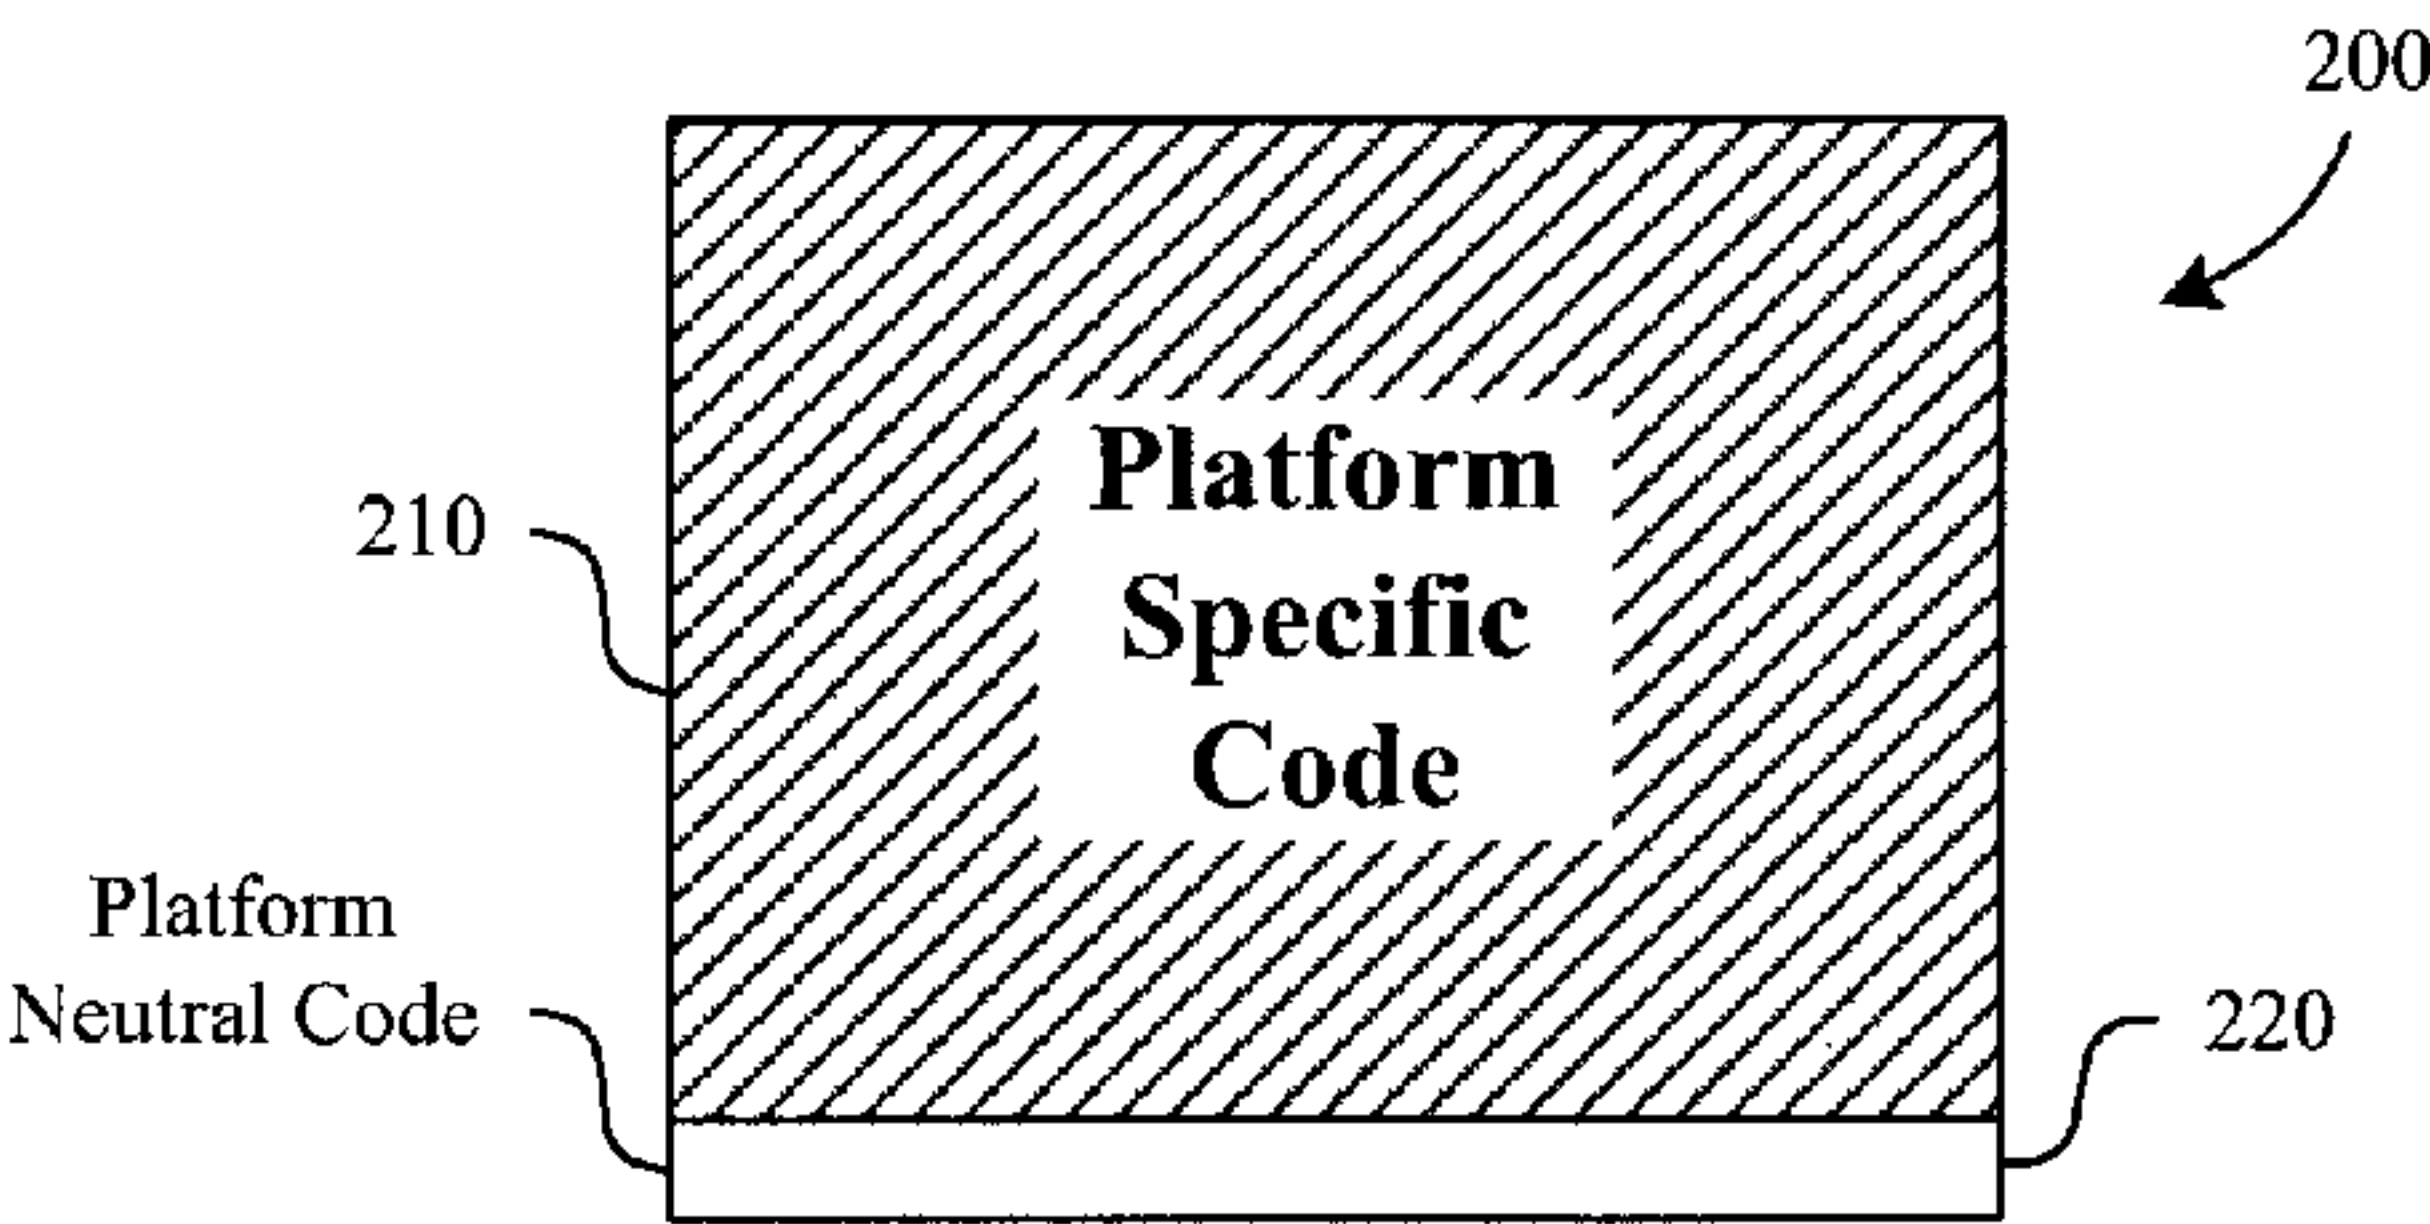 200
Platform
Specific
Code
210
Platform
Neutral Code
220